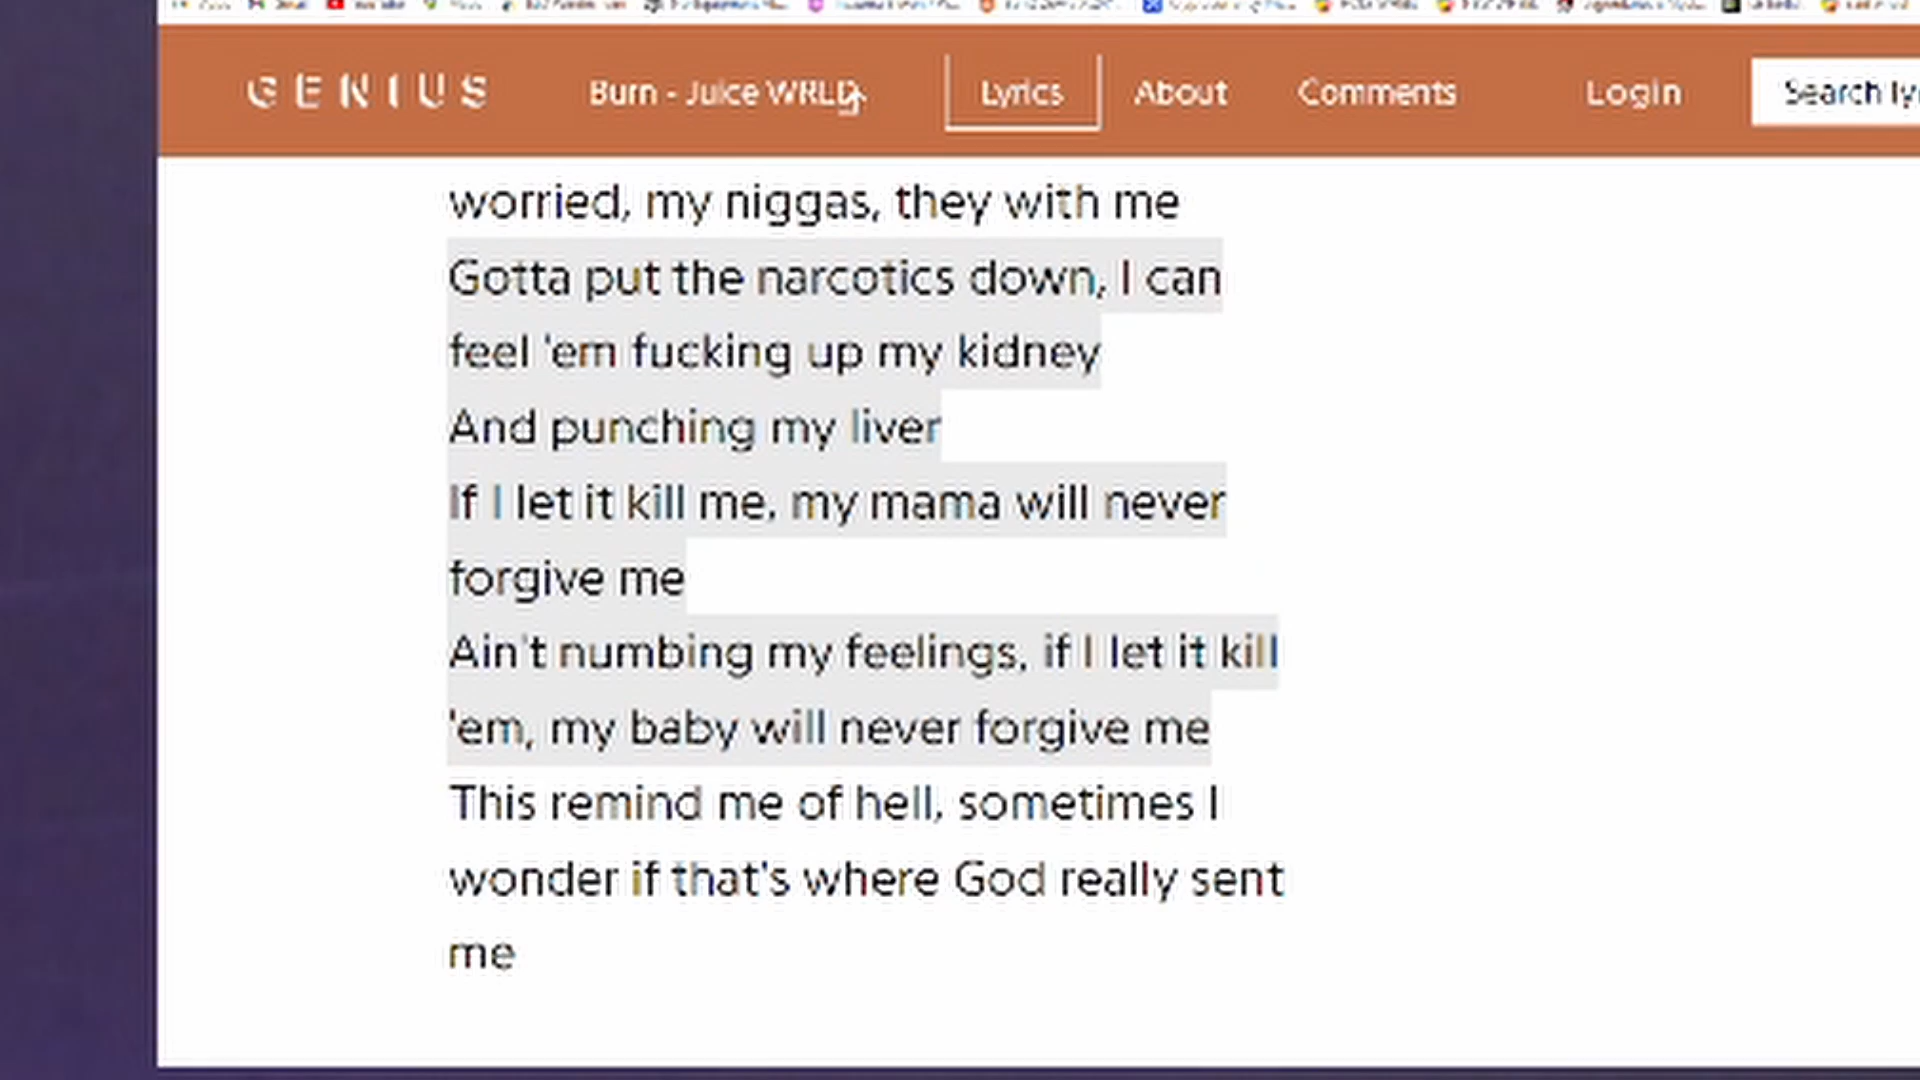 GENIUS Burn - Juice WRLD Lyrics About Comments Login Search ly
worried, my niggas, they with me
Gotta put the narcotics down, I can
feel 'em fucking up my kidney
And punching my liver
If I let it kill me, my mama will never
forgive me
Ain't numbing my feelings, if I let it kill
'em, my baby will never forgive me
This remind me of hell, sometimes I
wonder if that's where God really sent
me